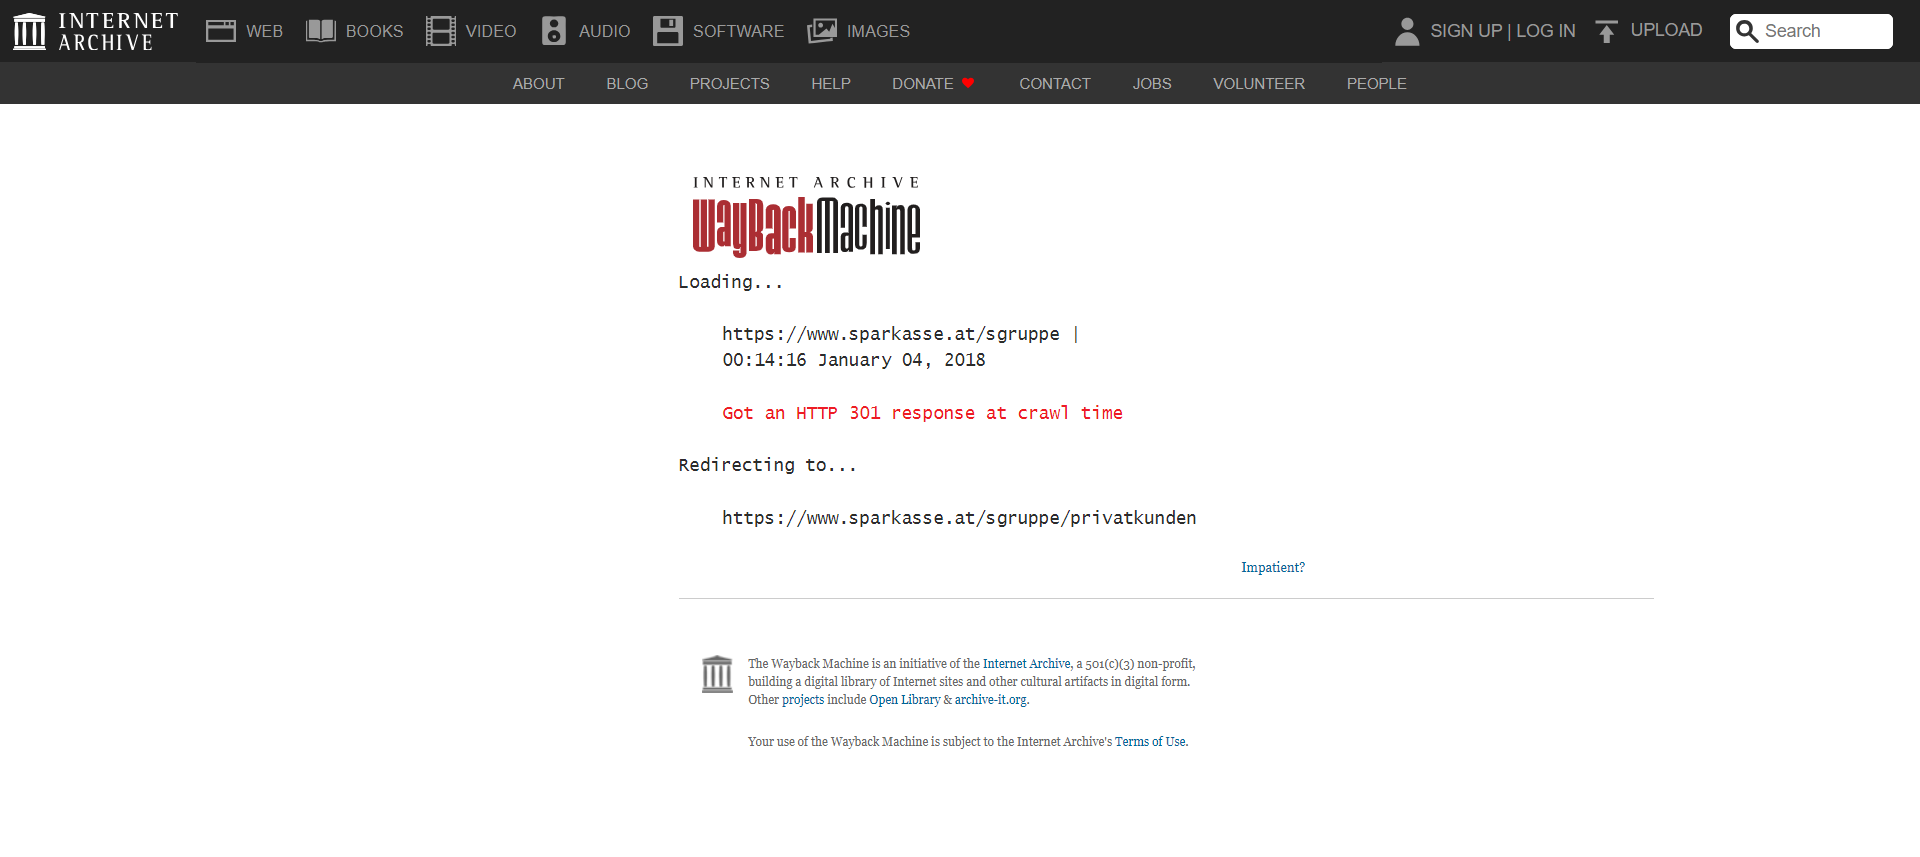 INTERNET
ARCHIVE
WEB
BOOKS
VIDEO
AUDIO
SOFTWARE
IMAGES
SIGN UP | LOG IN
UPLOAD
Search
ABOUT
BLOG
PROJECTS
HELP
DONATE
CONTACT
JOBS
VOLUNTEER
PEOPLE
INTERNET ARCHIVE
WayBackMachine
Loading...
https://www.sparkasse.at/sgruppe |
00:14:16 January 04, 2018
Got an HTTP 301 response at crawl time
Redirecting to...
https://www.sparkasse.at/sgruppe/privatkunden
Impatient?
The Wayback Machine is an initiative of the Internet Archive, a 501(c)(3) non-profit,
building a digital library of Internet sites and other cultural artifacts in digital form.
Other projects include Open Library & archive-it.org.
Your use of the Wayback Machine is subject to the Internet Archive's Terms of Use.